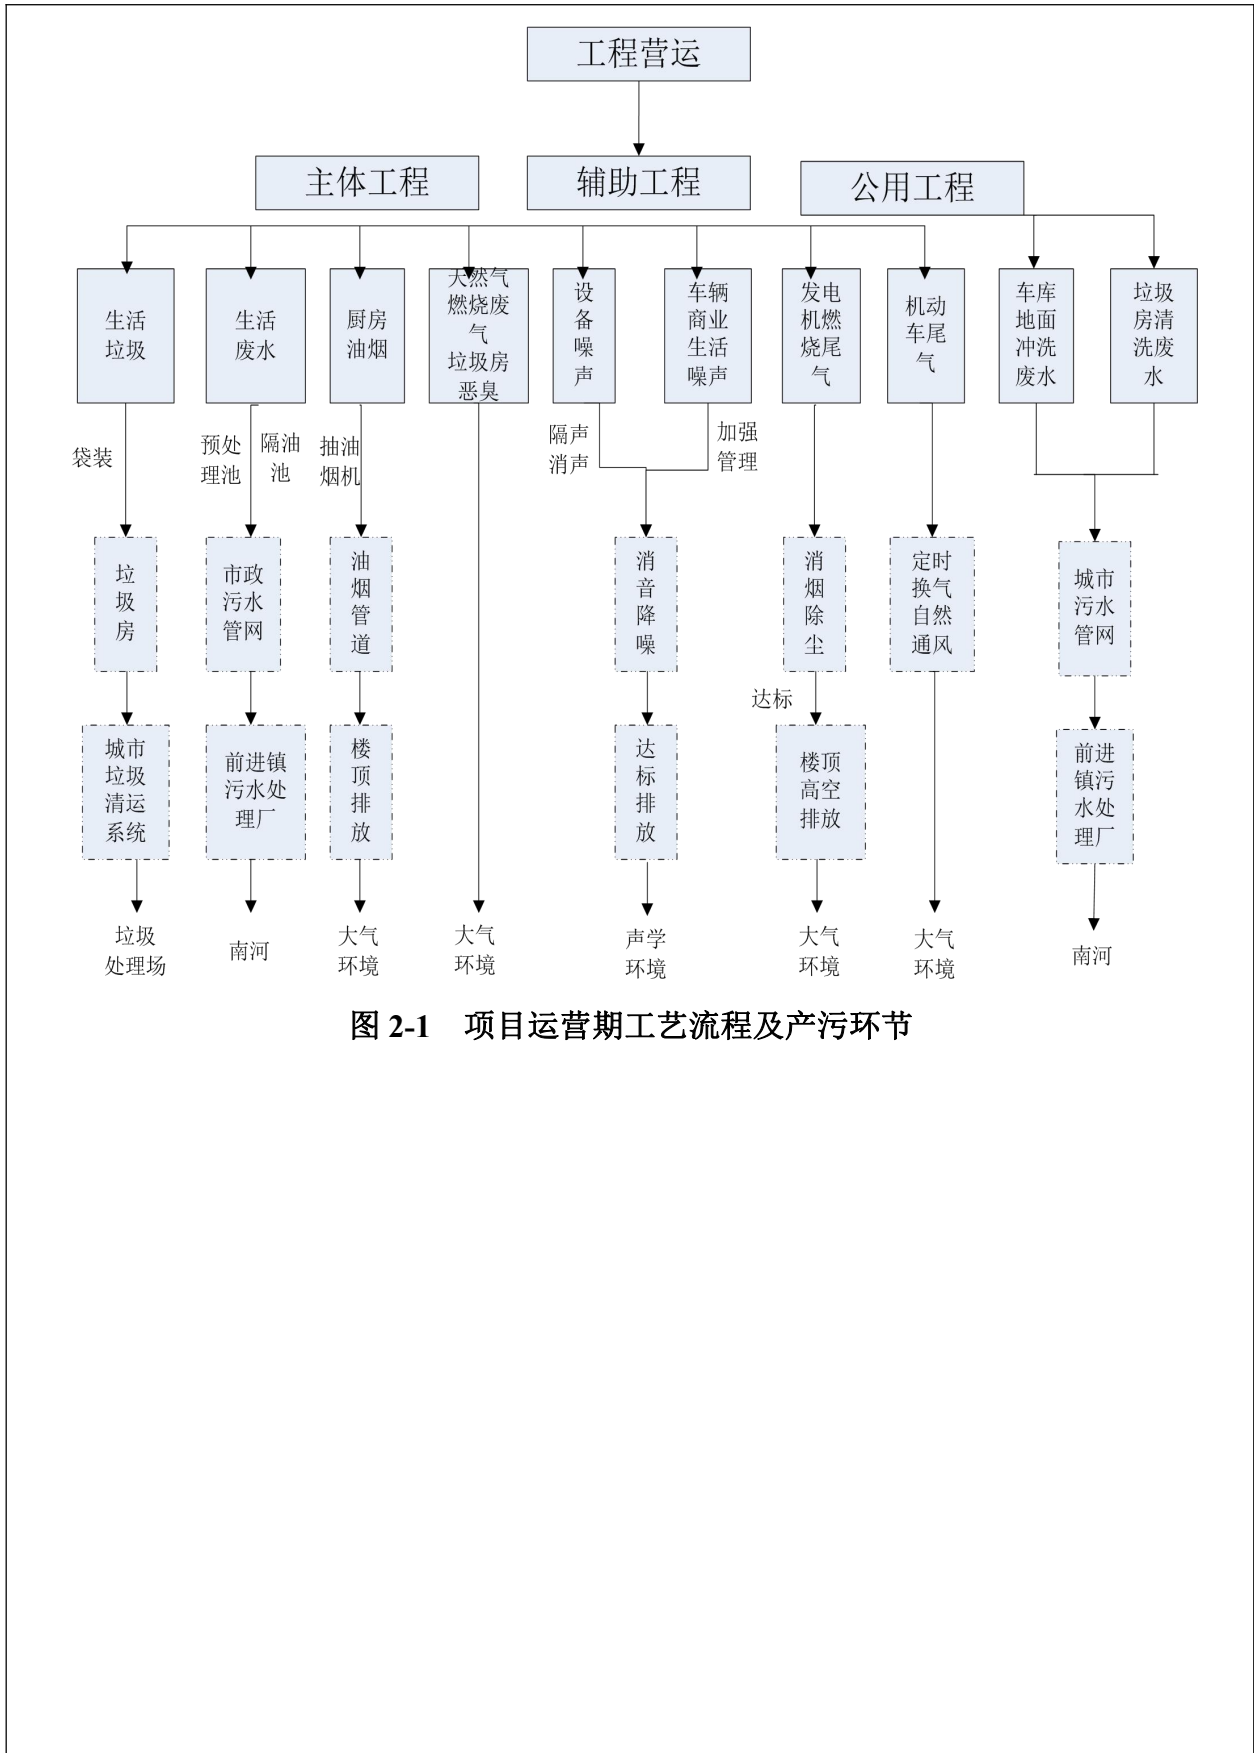 工程营运
主体工程
辅助工程
公用工程
生活
垃圾
生活
废水
厨房
油烟
天然气
燃烧废
气
垃圾房
恶臭
设
备
噪
声
车辆
商业
生活
噪声
发电
机燃
烧尾
气
机动
车尾
气
车库
地面
冲洗
废水
垃圾
房清
洗废
水
袋装
预处
理池
隔油
池
抽油
烟机
隔声
消声
加强
管理
垃
圾
房
市政
污水
管网
油
烟
管
道
消
音
降
噪
消
烟
除
尘
定时
换气
自然
通风
城市
污水
管网
达标
城市
垃圾
清运
系统
前进镇
污水处
理厂
楼
顶
排
放
达
标
排
放
楼顶
高空
排放
前进
镇污
水处
理厂
垃圾
处理场
南河
大气
环境
大气
环境
声学
环境
大气
环境
大气
环境
南河
图 2-1 项目运营期工艺流程及产污环节